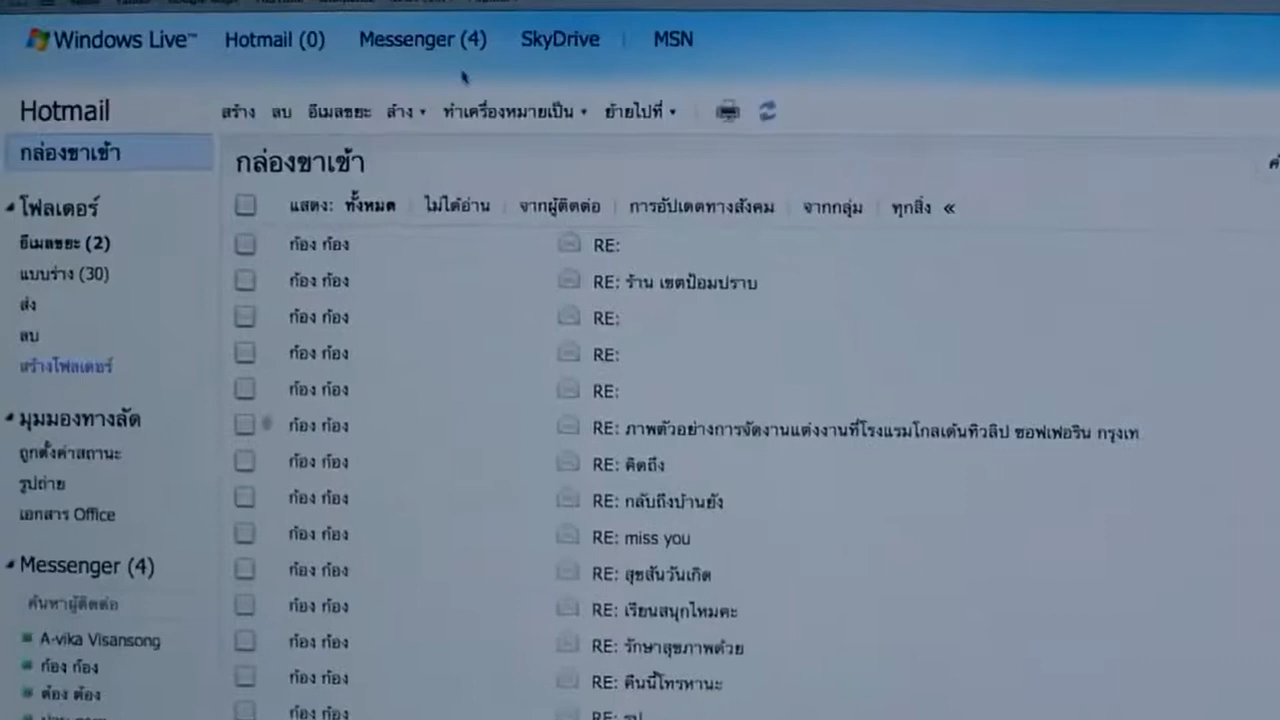 Windows Live™ Hotmail (0) Messenger (4) SkyDrive MSN
Hotmail
สร้าง ลบ อีเมลขยะ ล้าง ทำเครื่องหมายเป็น ย้ายไปที่
กล่องขาเข้า
กล่องขาเข้า
แสดง: ทั้งหมด ไม่ได้อ่าน จากผู้ติดต่อ การอัปเดตทางสังคม จากกลุ่ม ทุกสิ่ง «
โฟลเดอร์
อีเมลขยะ (2)
แบบร่าง (30)
ส่ง
ลบ
สร้างโฟลเดอร์
มุมมองทางลัด
ถูกตั้งค่าสถานะ
รูปถ่าย
เอกสาร Office
Messenger (4)
ค้นหาผู้ติดต่อ
A-vika Visansong
ก้อง ก้อง
ต้อง ต้อง
ก้อง ก้อง RE:
ก้อง ก้อง RE: ร้าน เขตป้อมปราบ
ก้อง ก้อง RE:
ก้อง ก้อง RE:
ก้อง ก้อง RE:
ก้อง ก้อง RE: ภาพตัวอย่างการจัดงานแต่งงานที่โรงแรมโกลเด้นทิวลิป ซอฟเฟอริน กรุงเท
ก้อง ก้อง RE: คิดถึง
ก้อง ก้อง RE: กลับถึงบ้านยัง
ก้อง ก้อง RE: miss you
ก้อง ก้อง RE: สุขสันวันเกิด
ก้อง ก้อง RE: เรียนสนุกไหมคะ
ก้อง ก้อง RE: รักษาสุขภาพด้วย
ก้อง ก้อง RE: คืนนี้โทรหานะ
ก้อง ก้อง RE: รูป